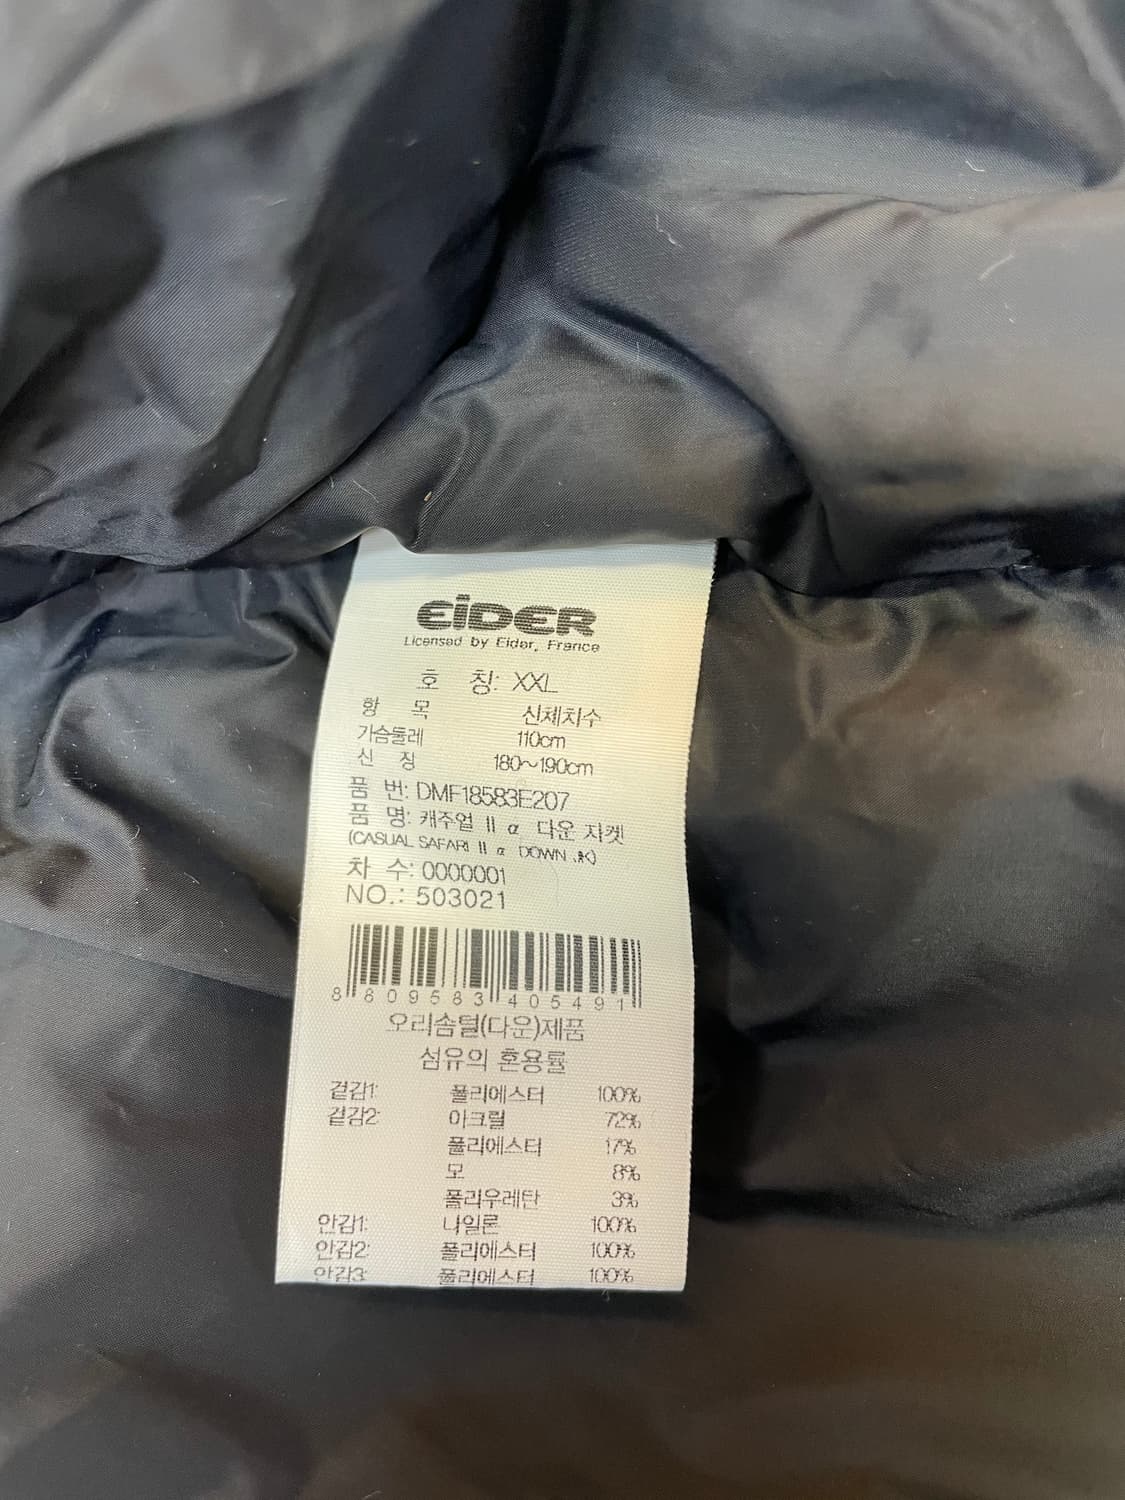 EiDER
Licensed by Eider, France
호 칭: XXL
항 목 신체치수
가슴둘레 110cm
신 장 180~190cm
품 번: DMF18583E207
품 명: 캐주얼 II α 다운 자켓
(CASUAL SAFARI II α DOWN JK)
차 수: 0000001
NO.: 503021
8 809583 405491
오리솜털(다운)제품
섬유의 혼용률
겉감1: 폴리에스터 100%
겉감2: 아크릴 72%
폴리에스터 17%
모 8%
폴리우레탄 3%
안감1: 나일론 100%
안감2: 폴리에스터 100%
안감3: 폴리에스터 100%